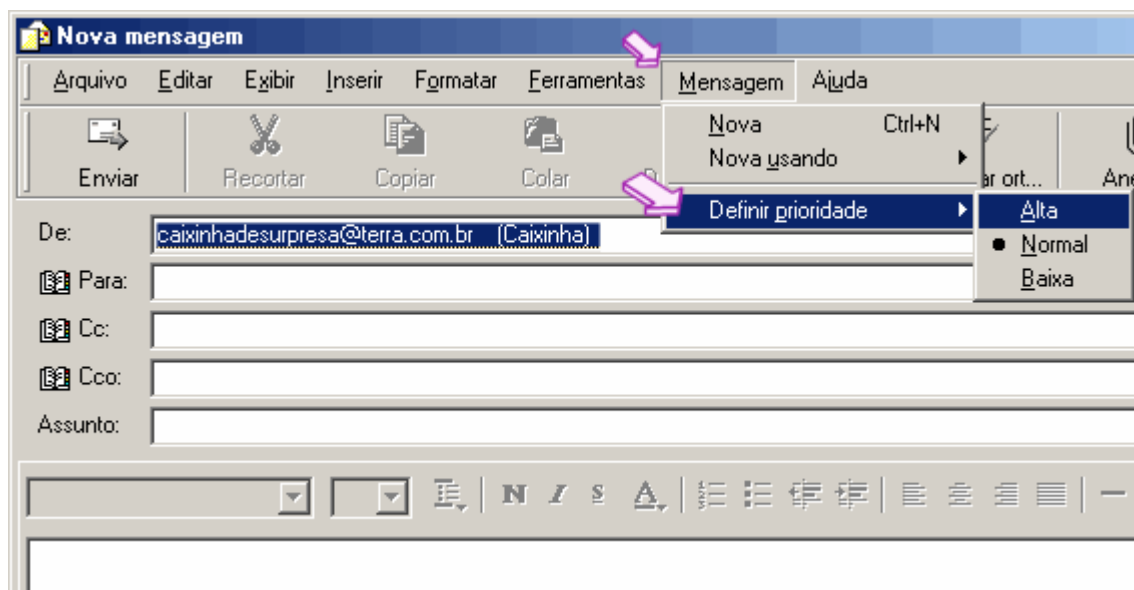 Nova mensagem
Arquivo Editar Exibir Inserir Formatar Ferramentas Mensagem Ajuda
Nova Ctrl+N
Nova usando
Enviar Recortar Copiar Colar ort...
Definir prioridade Alta
De: caixinhadesurpresa@terra.com.br (Caixinha)
Normal
Para: Baixa
Cc:
Cco:
Assunto:
N I S A